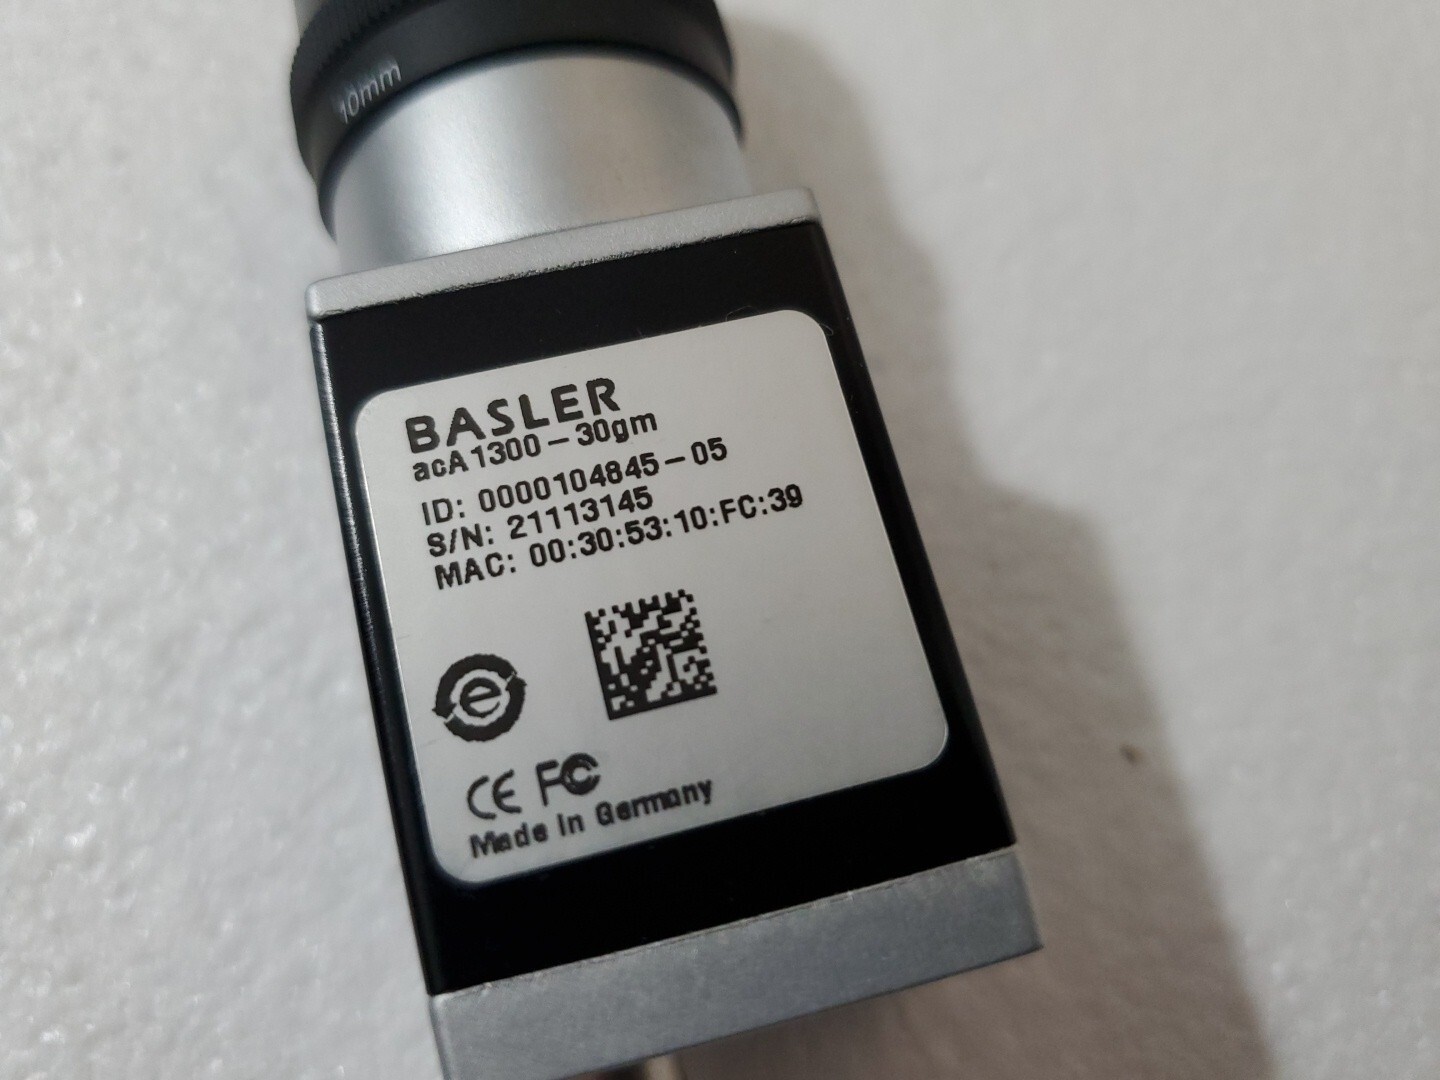 10mm
BASLER
acA1300-30gm
ID: 0000104845-05
S/N: 21113145
MAC: 00:30:53:10:FC:39
e
CE FC
Made in Germany